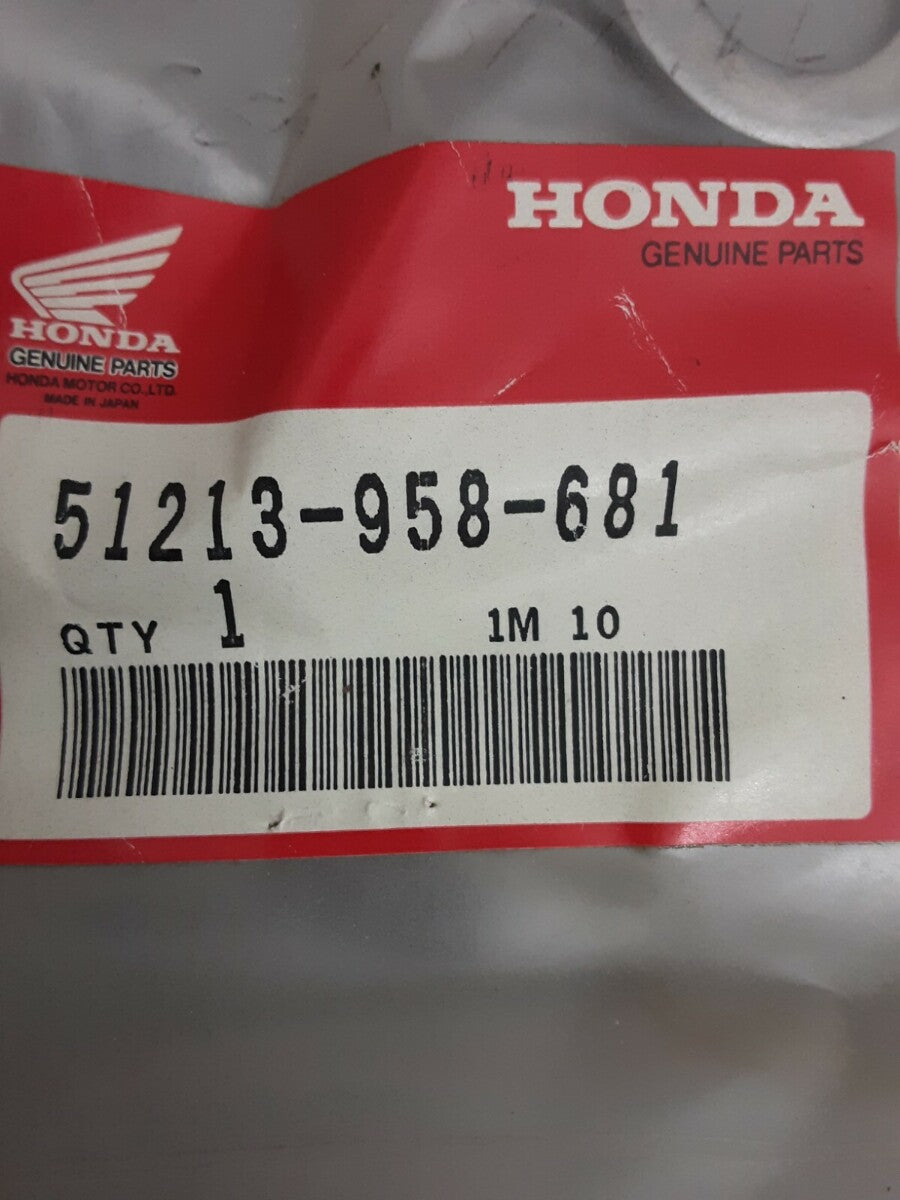 HONDA
GENUINE PARTS
HONDA
GENUINE PARTS
HONDA MOTOR CO.,LTD.
MADE IN JAPAN
51213-958-681
QTY 1 1M 10